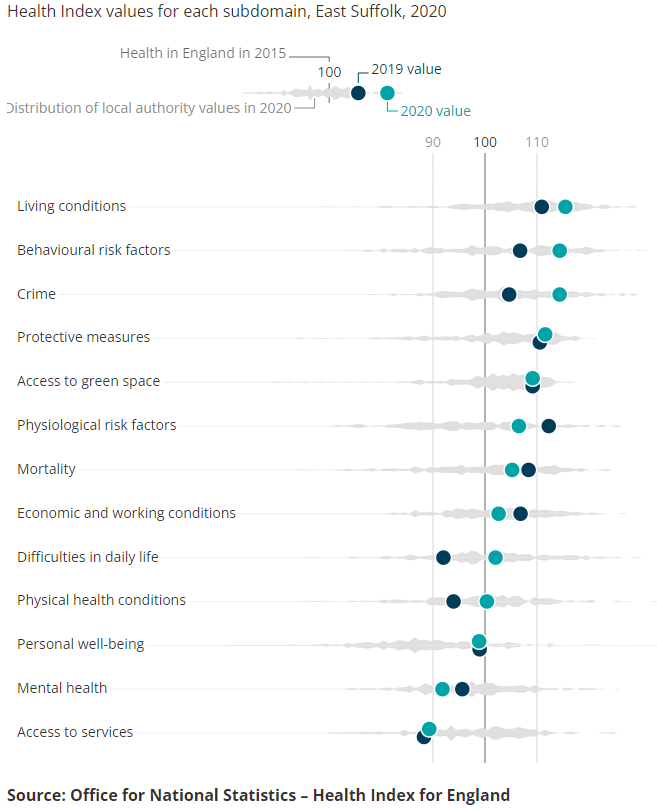 Health Index values for each subdomain, East Suffolk, 2020
Health in England in 2015
100
2019 value
Distribution of local authority values in 2020
2020 value
90 100 110
Living conditions
Behavioural risk factors
Crime
Protective measures
Access to green space
Physiological risk factors
Mortality
Economic and working conditions
Difficulties in daily life
Physical health conditions
Personal well-being
Mental health
Access to services
Source: Office for National Statistics – Health Index for England